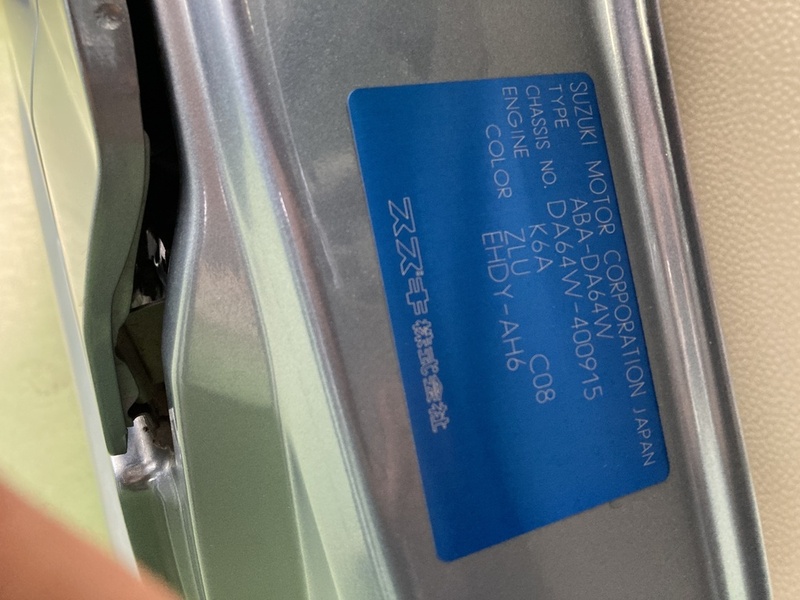 SUZUKI MOTOR CORPORATION JAPAN
TYPE ABA-DA64W
CHASSIS NO. DA64W-400915
ENGINE K6A C08
COLOR ZLU
EHDY-AH6
スズキ株式会社